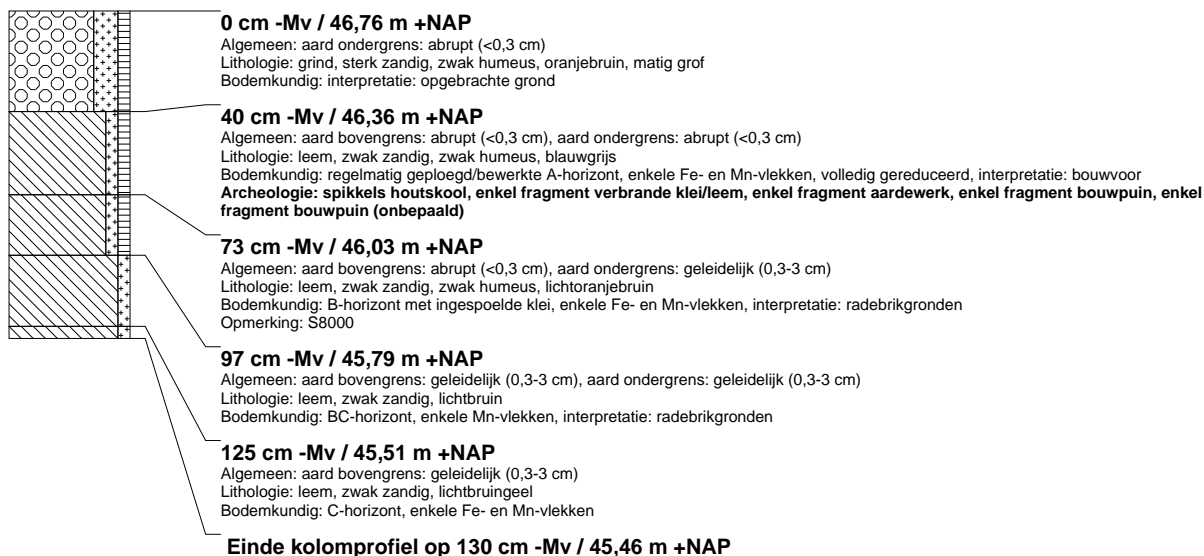 0 cm -Mv / 46,76 m +NAP
Algemeen: aard ondergrens: abrupt (<0,3 cm)
Lithologie: grind, sterk zandig, zwak humeus, oranjebruin, matig grof
Bodemkundig: interpretatie: opgebrachte grond
40 cm -Mv / 46,36 m +NAP
Algemeen: aard bovengrens: abrupt (<0,3 cm), aard ondergrens: abrupt (<0,3 cm)
Lithologie: leem, zwak zandig, zwak humeus, blauwgrijs
Bodemkundig: regelmatig geploegd/bewerkte A-horizont, enkele Fe- en Mn-vlekken, volledig gereduceerd, interpretatie: bouwvoor
Archeologie: spikkels houtskool, enkel fragment verbrande klei/leem, enkel fragment aardewerk, enkel fragment bouwpuin, enkel
fragment bouwpuin (onbepaald)
73 cm -Mv / 46,03 m +NAP
Algemeen: aard bovengrens: abrupt (<0,3 cm), aard ondergrens: geleidelijk (0,3-3 cm)
Lithologie: leem, zwak zandig, zwak humeus, lichtoranjebruin
Bodemkundig: B-horizont met ingespoelde klei, enkele Fe- en Mn-vlekken, interpretatie: radebrikgronden
Opmerking: S8000
97 cm -Mv / 45,79 m +NAP
Algemeen: aard bovengrens: geleidelijk (0,3-3 cm), aard ondergrens: geleidelijk (0,3-3 cm)
Lithologie: leem, zwak zandig, lichtbruin
Bodemkundig: BC-horizont, enkele Mn-vlekken, interpretatie: radebrikgronden
125 cm -Mv / 45,51 m +NAP
Algemeen: aard bovengrens: geleidelijk (0,3-3 cm)
Lithologie: leem, zwak zandig, lichtbruingeel
Bodemkundig: C-horizont, enkele Fe- en Mn-vlekken
Einde kolomprofiel op 130 cm -Mv / 45,46 m +NAP